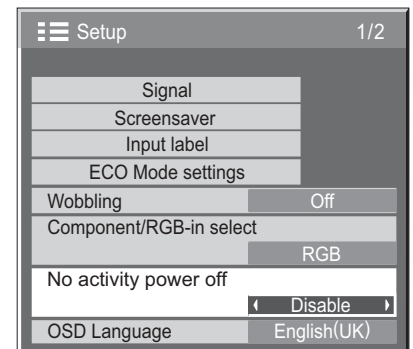 Setup 1/2
Signal
Screensaver
Input label
ECO Mode settings
Wobbling Off
Component/RGB-in select
RGB
No activity power off
Disable
OSD Language English(UK)